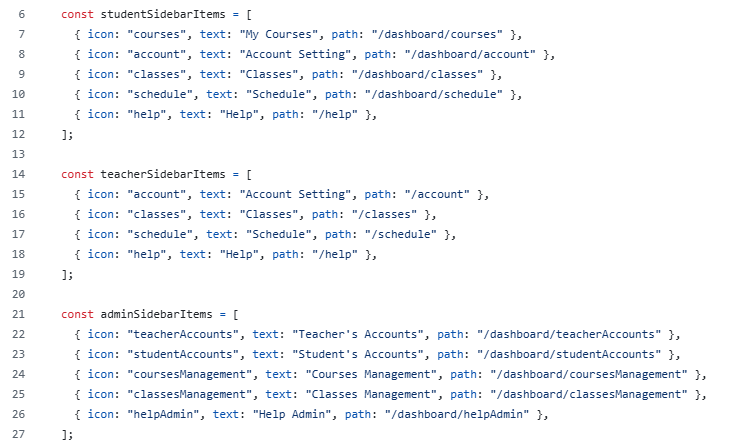 6 const studentSidebarItems = [
7 { icon: "courses", text: "My Courses", path: "/dashboard/courses" },
8 { icon: "account", text: "Account Setting", path: "/dashboard/account" },
9 { icon: "classes", text: "Classes", path: "/dashboard/classes" },
10 { icon: "schedule", text: "Schedule", path: "/dashboard/schedule" },
11 { icon: "help", text: "Help", path: "/help" },
12 ];
13
14 const teacherSidebarItems = [
15 { icon: "account", text: "Account Setting", path: "/account" },
16 { icon: "classes", text: "Classes", path: "/classes" },
17 { icon: "schedule", text: "Schedule", path: "/schedule" },
18 { icon: "help", text: "Help", path: "/help" },
19 ];
20
21 const adminSidebarItems = [
22 { icon: "teacherAccounts", text: "Teacher's Accounts", path: "/dashboard/teacherAccounts" },
23 { icon: "studentAccounts", text: "Student's Accounts", path: "/dashboard/studentAccounts" },
24 { icon: "coursesManagement", text: "Courses Management", path: "/dashboard/coursesManagement" },
25 { icon: "classesManagement", text: "Classes Management", path: "/dashboard/classesManagement" },
26 { icon: "helpAdmin", text: "Help Admin", path: "/dashboard/helpAdmin" },
27 ];